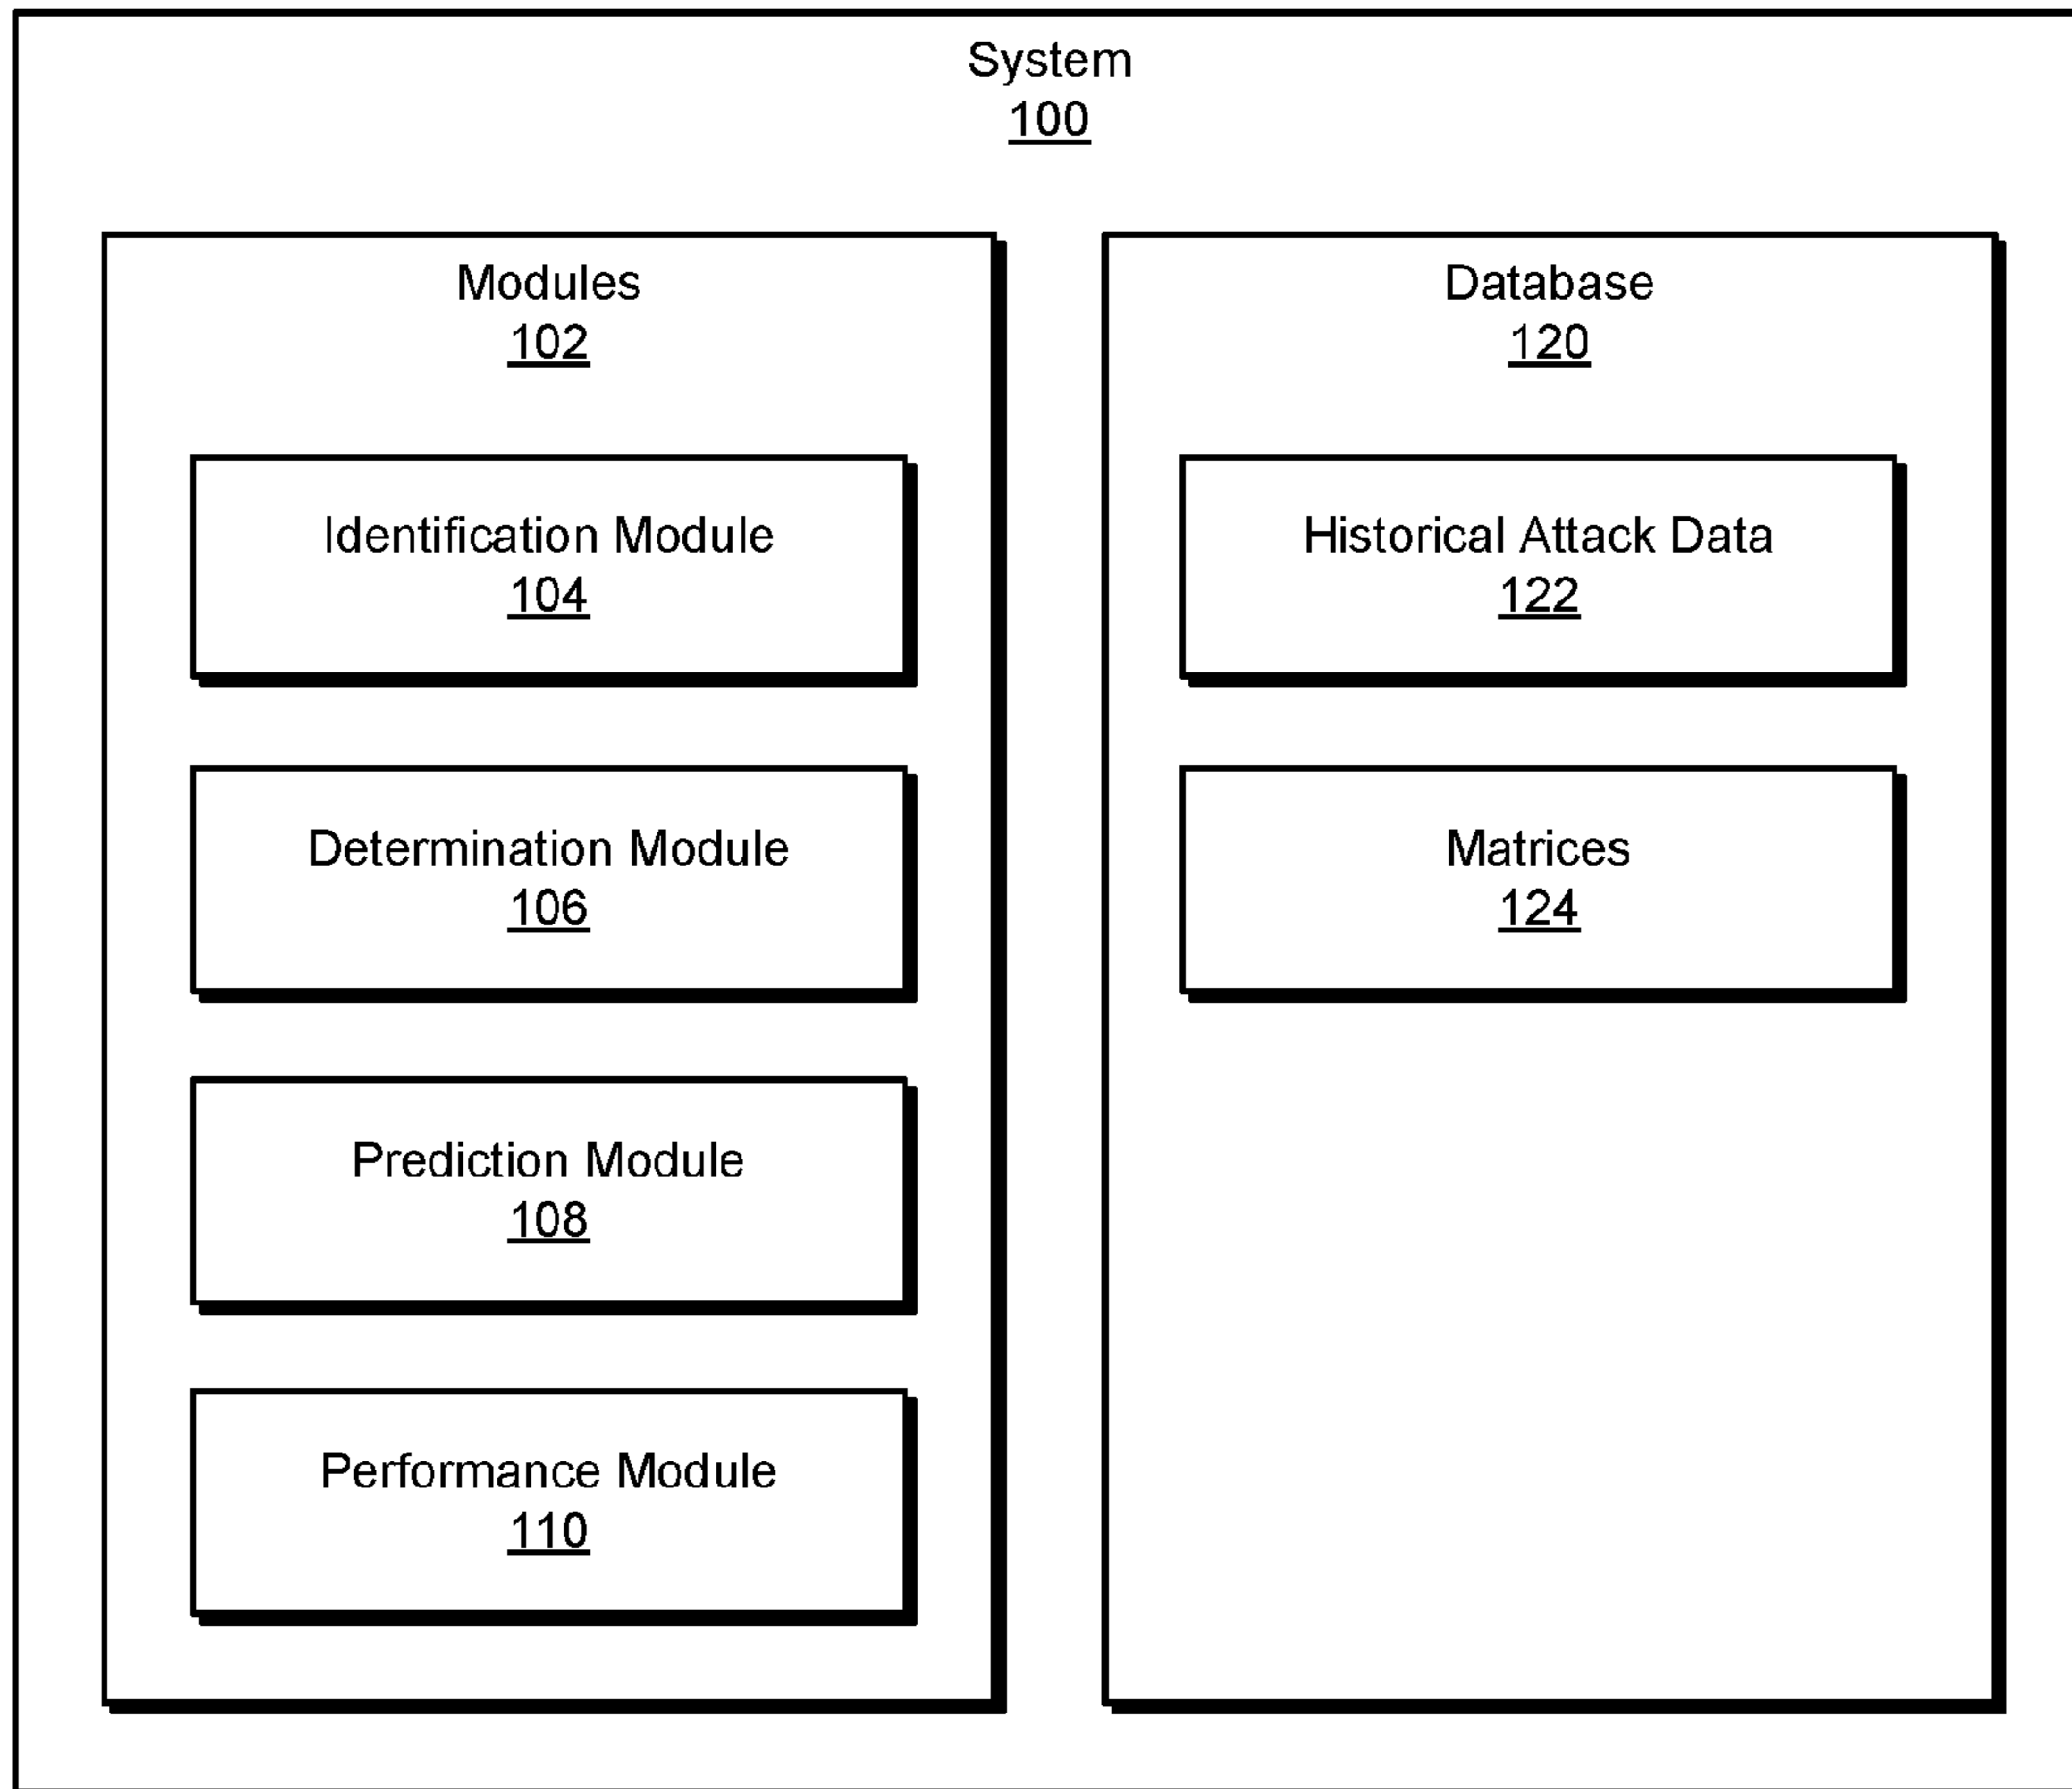 System
100
Modules
102
Identification Module
104
Determination Module
106
Prediction Module
108
Performance Module
110
Database
120
Historical Attack Data
122
Matrices
124